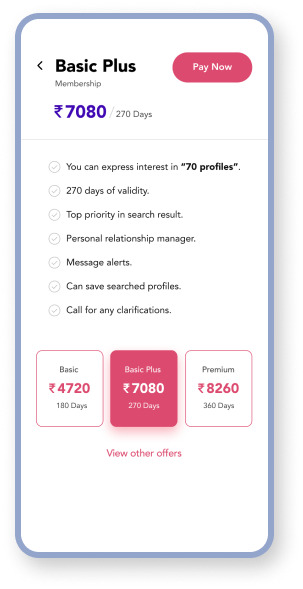 Basic Plus
Pay Now
Membership
₹7080/270 Days
You can express interest in “70 profiles”.
270 days of validity.
Top priority in search result.
Personal relationship manager.
Message alerts.
Can save searched profiles.
Call for any clarifications.
Basic
₹4720
180 Days
Basic Plus
₹7080
270 Days
Premium
₹8260
360 Days
View other offers